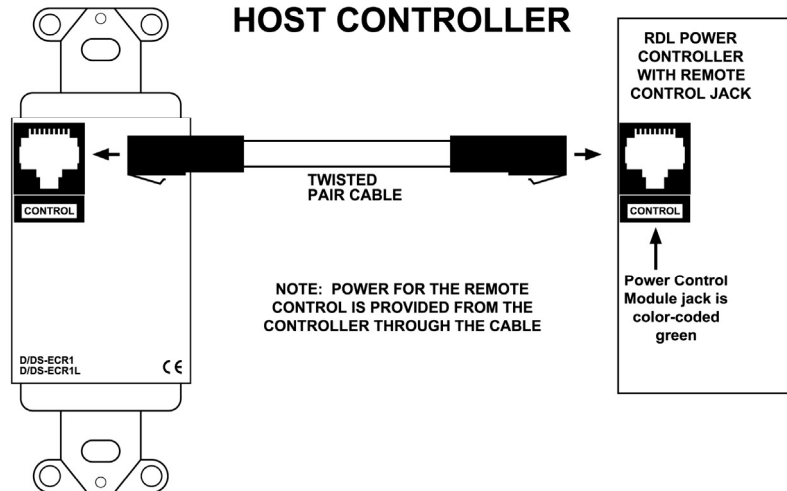 HOST CONTROLLER
RDL POWER
CONTROLLER
WITH REMOTE
CONTROL JACK
TWISTED
PAIR CABLE
CONTROL
CONTROL
NOTE: POWER FOR THE REMOTE
CONTROL IS PROVIDED FROM THE
CONTROLLER THROUGH THE CABLE
Power Control
Module jack is
color-coded
green
D/DS-ECR1
D/DS-ECR1L
CE